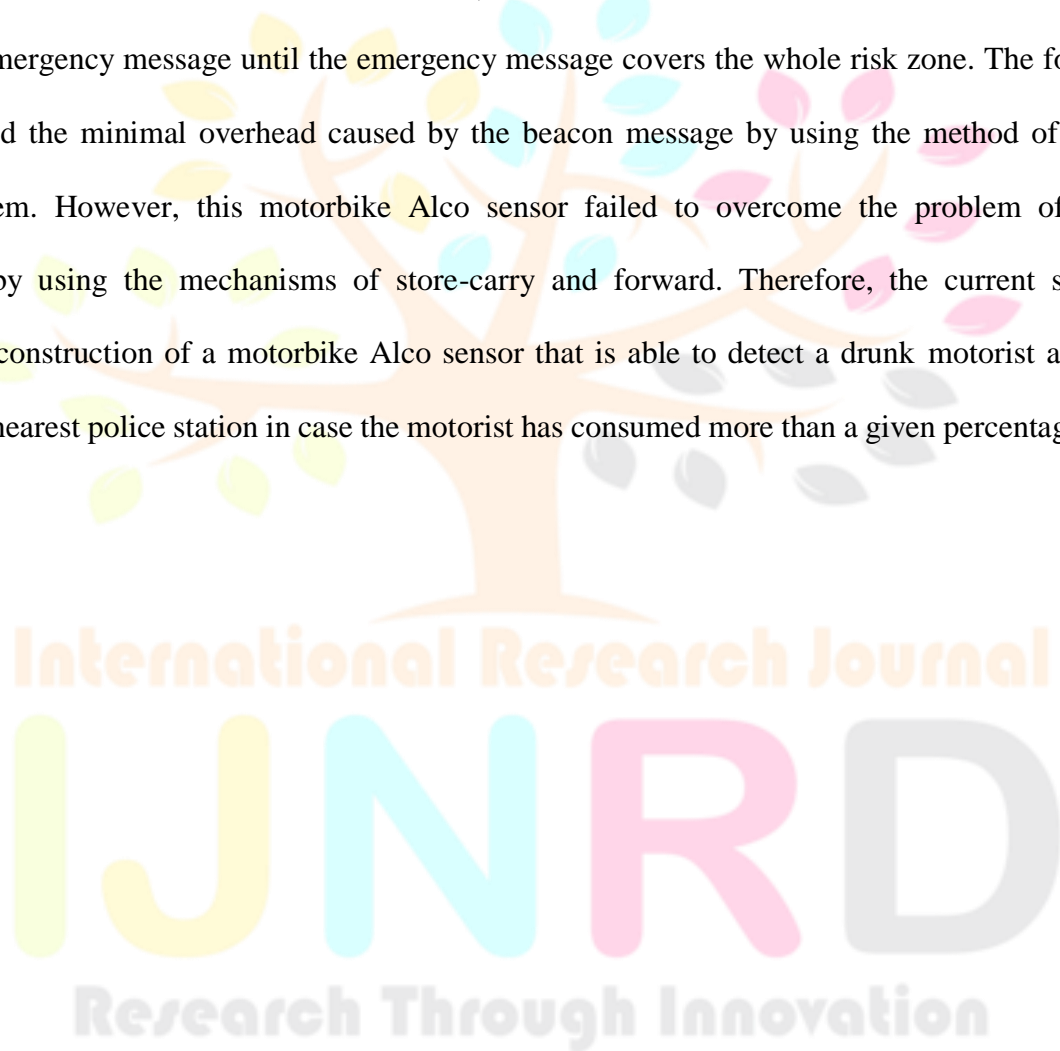 mergency message until the emergency message covers the whole risk zone. The fo
d the minimal overhead caused by the beacon message by using the method of
em. However, this motorbike Alco sensor failed to overcome the problem of
by using the mechanisms of store-carry and forward. Therefore, the current s
construction of a motorbike Alco sensor that is able to detect a drunk motorist a
nearest police station in case the motorist has consumed more than a given percentag
International Research Journal
IJNRD
Research Through Innovation